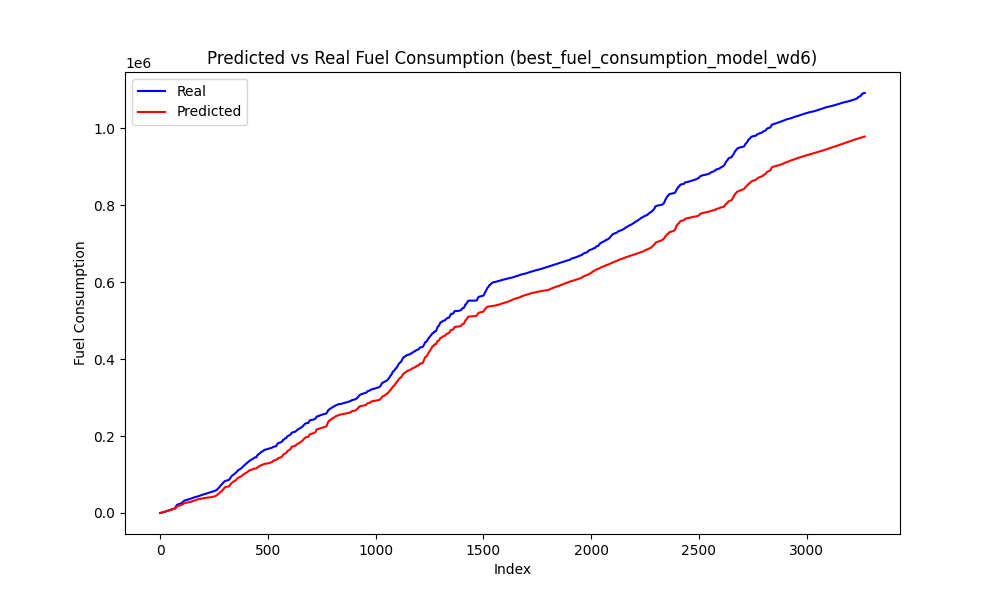 Predicted vs Real Fuel Consumption (best_fuel_consumption_model_wd6)
1e6
Real
Predicted
1.0
0.8
0.6
0.4
0.2
0.0
Fuel Consumption
0 500 1000 1500 2000 2500 3000
Index